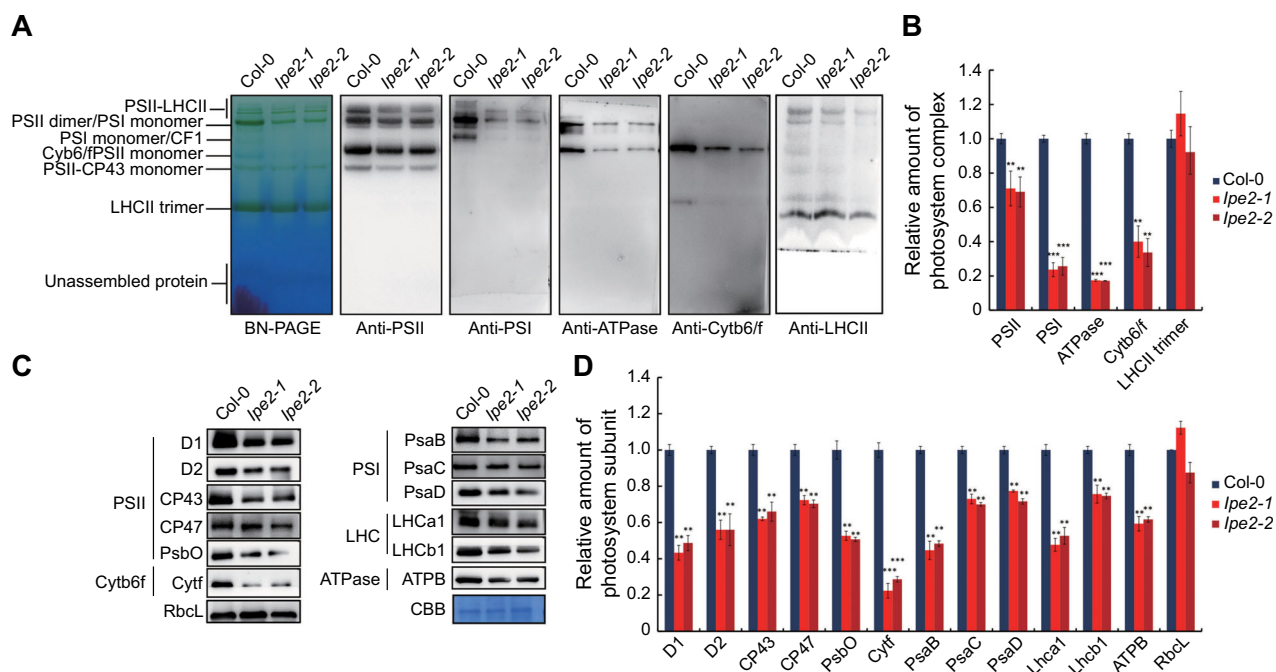 A
Col-0 lpe2-1 lpe2-2
Col-0 lpe2-1 lpe2-2
Col-0 lpe2-1 lpe2-2
Col-0 lpe2-1 lpe2-2
Col-0 lpe2-1 lpe2-2
Col-0 lpe2-1 lpe2-2
PSII-LHCII
PSII dimer/PSI monomer
PSI monomer/CF1
Cyb6/fPSII monomer
PSII-CP43 monomer
LHCII trimer
Unassembled protein
BN-PAGE
Anti-PSII
Anti-PSI
Anti-ATPase
Anti-Cytb6/f
Anti-LHCII
B
Relative amount of
photosystem complex
1.4
1.2
1.0
0.8
0.6
0.4
0.2
0
** **
*** ***
*** ***
** **
PSII
PSI
ATPase
Cytb6/f
LHCII trimer
Col-0
lpe2-1
lpe2-2
C
Col-0 lpe2-1 lpe2-2
PSII
D1
D2
CP43
CP47
PsbO
Cytb6f
Cytf
RbcL
Col-0 lpe2-1 lpe2-2
PSI
PsaB
PsaC
PsaD
LHC
LHCa1
LHCb1
ATPase
ATPB
CBB
D
Relative amount of
photosystem subunit
1.4
1.2
1.0
0.8
0.6
0.4
0.2
0
** **
** **
** **
** **
** **
*** ***
** **
** **
** **
** **
** **
** **
D1
D2
CP43
CP47
PsbO
Cytf
PsaB
PsaC
PsaD
Lhca1
Lhcb1
ATPB
RbcL
Col-0
lpe2-1
lpe2-2